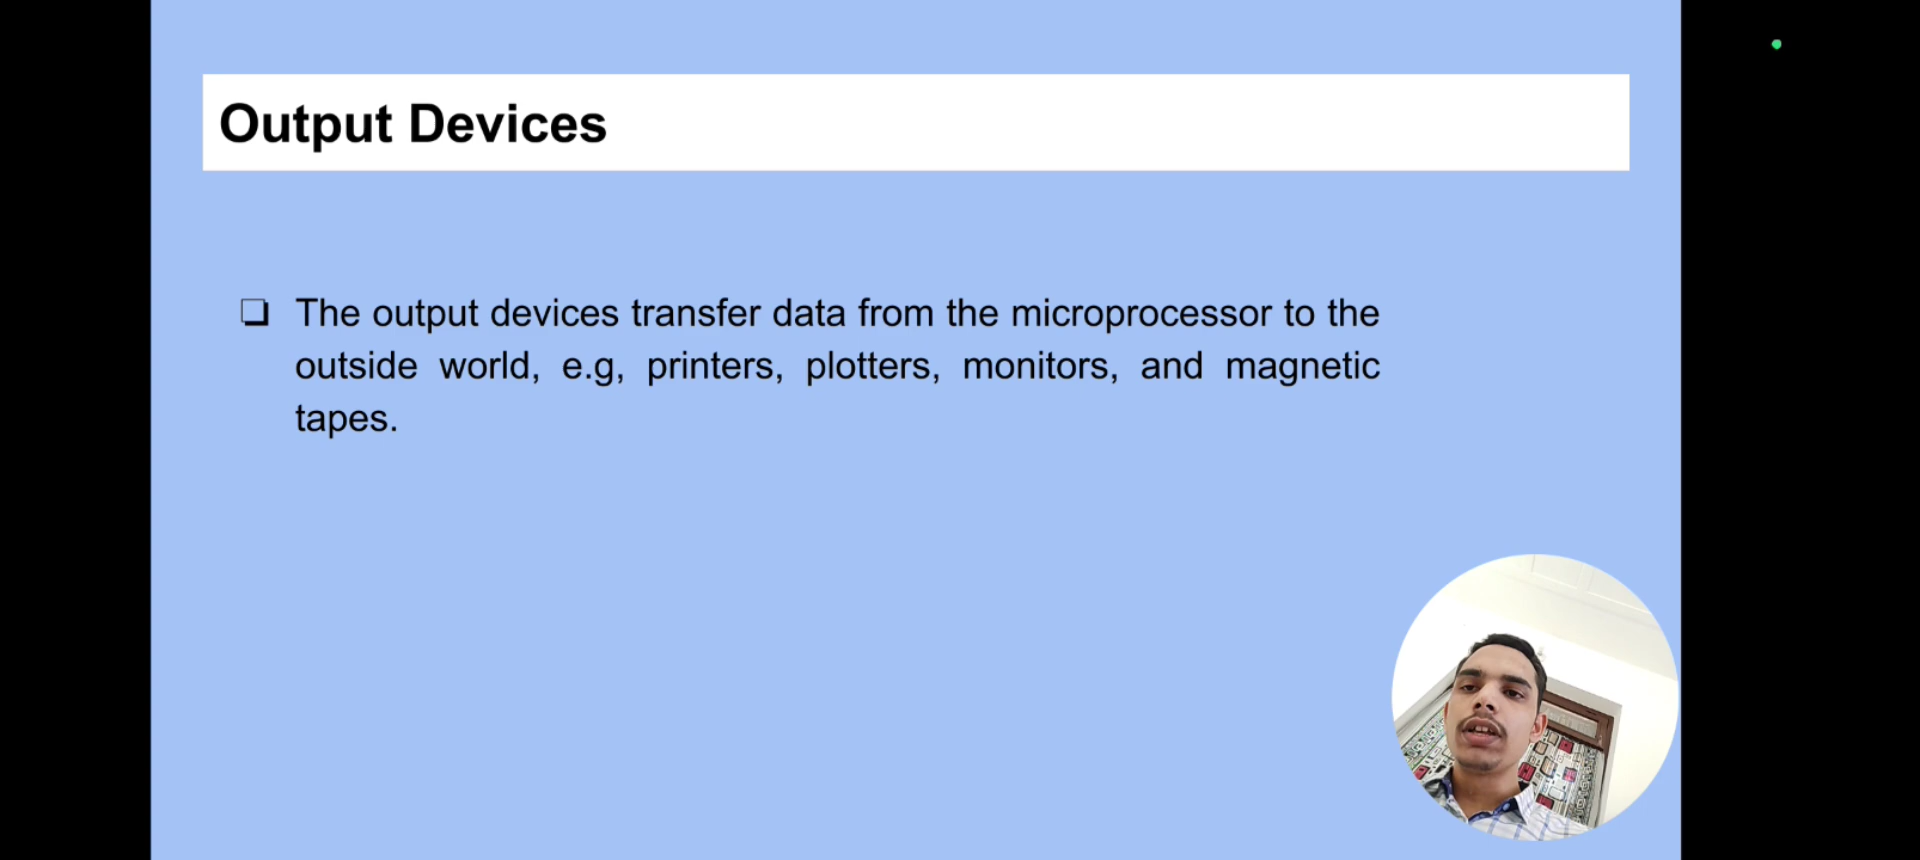 Output Devices
❏ The output devices transfer data from the microprocessor to the
outside world, e.g, printers, plotters, monitors, and magnetic
tapes.